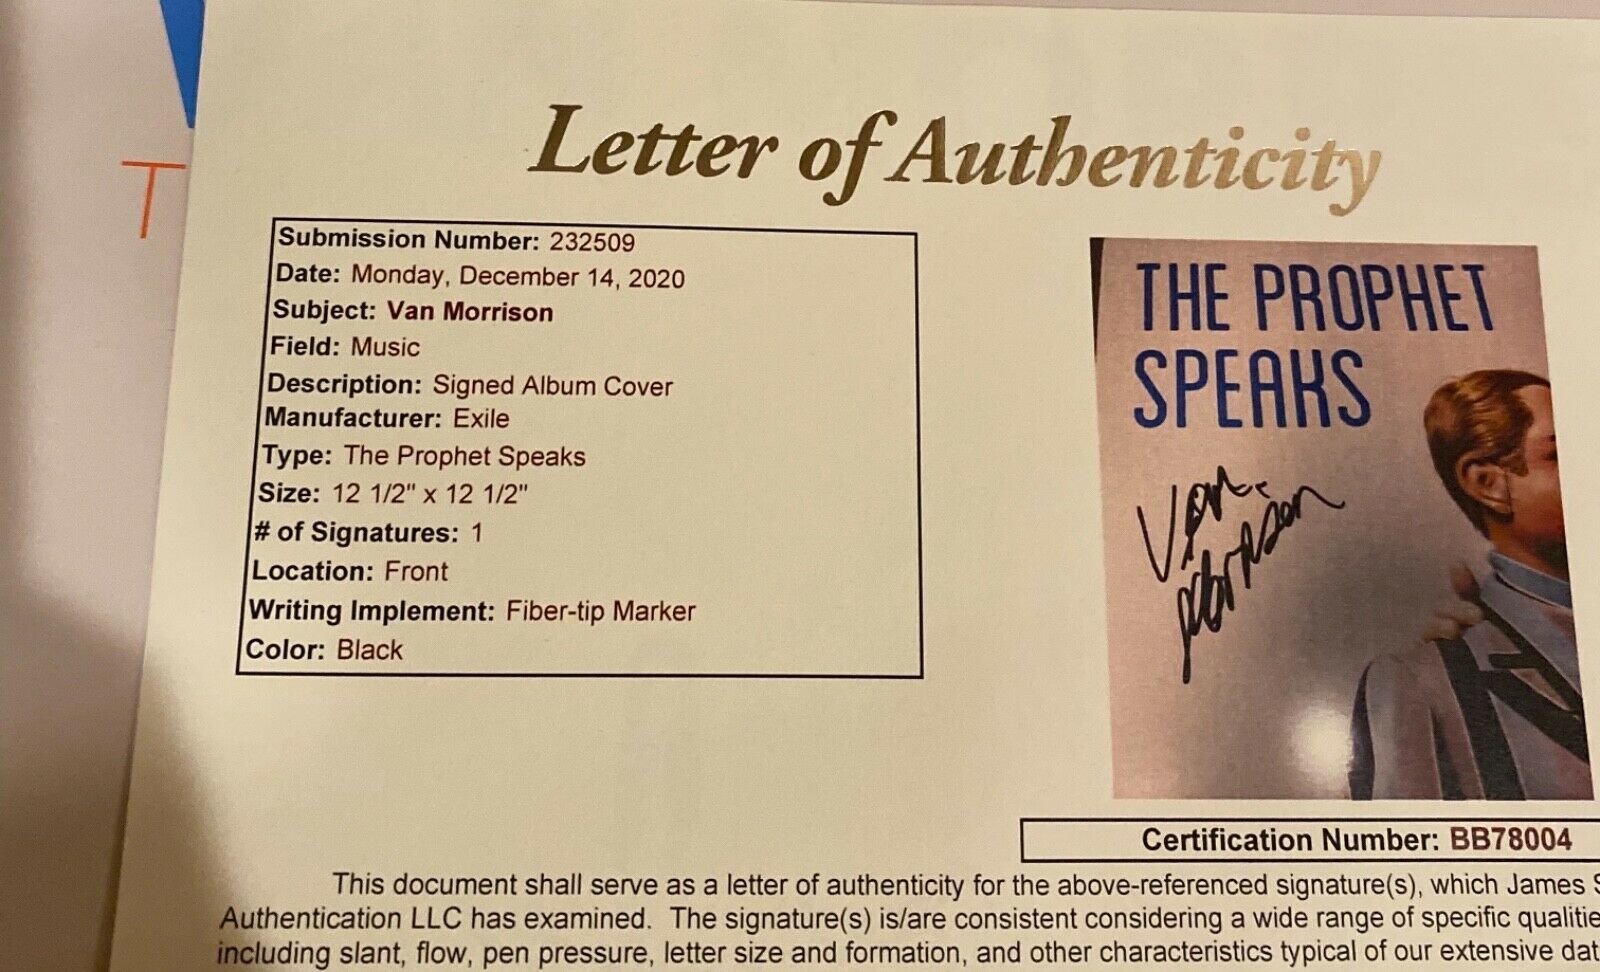 T
Letter of Authenticity
Submission Number: 232509
Date: Monday, December 14, 2020
Subject: Van Morrison
Field: Music
Description: Signed Album Cover
Manufacturer: Exile
Type: The Prophet Speaks
Size: 12 1/2" x 12 1/2"
# of Signatures: 1
Location: Front
Writing Implement: Fiber-tip Marker
Color: Black
THE PROPHET
SPEAKS
Van
Morrison
Certification Number: BB78004
This document shall serve as a letter of authenticity for the above-referenced signature(s), which James S
Authentication LLC has examined. The signature(s) is/are consistent considering a wide range of specific qualitie
including slant, flow, pen pressure, letter size and formation, and other characteristics typical of our extensive dat